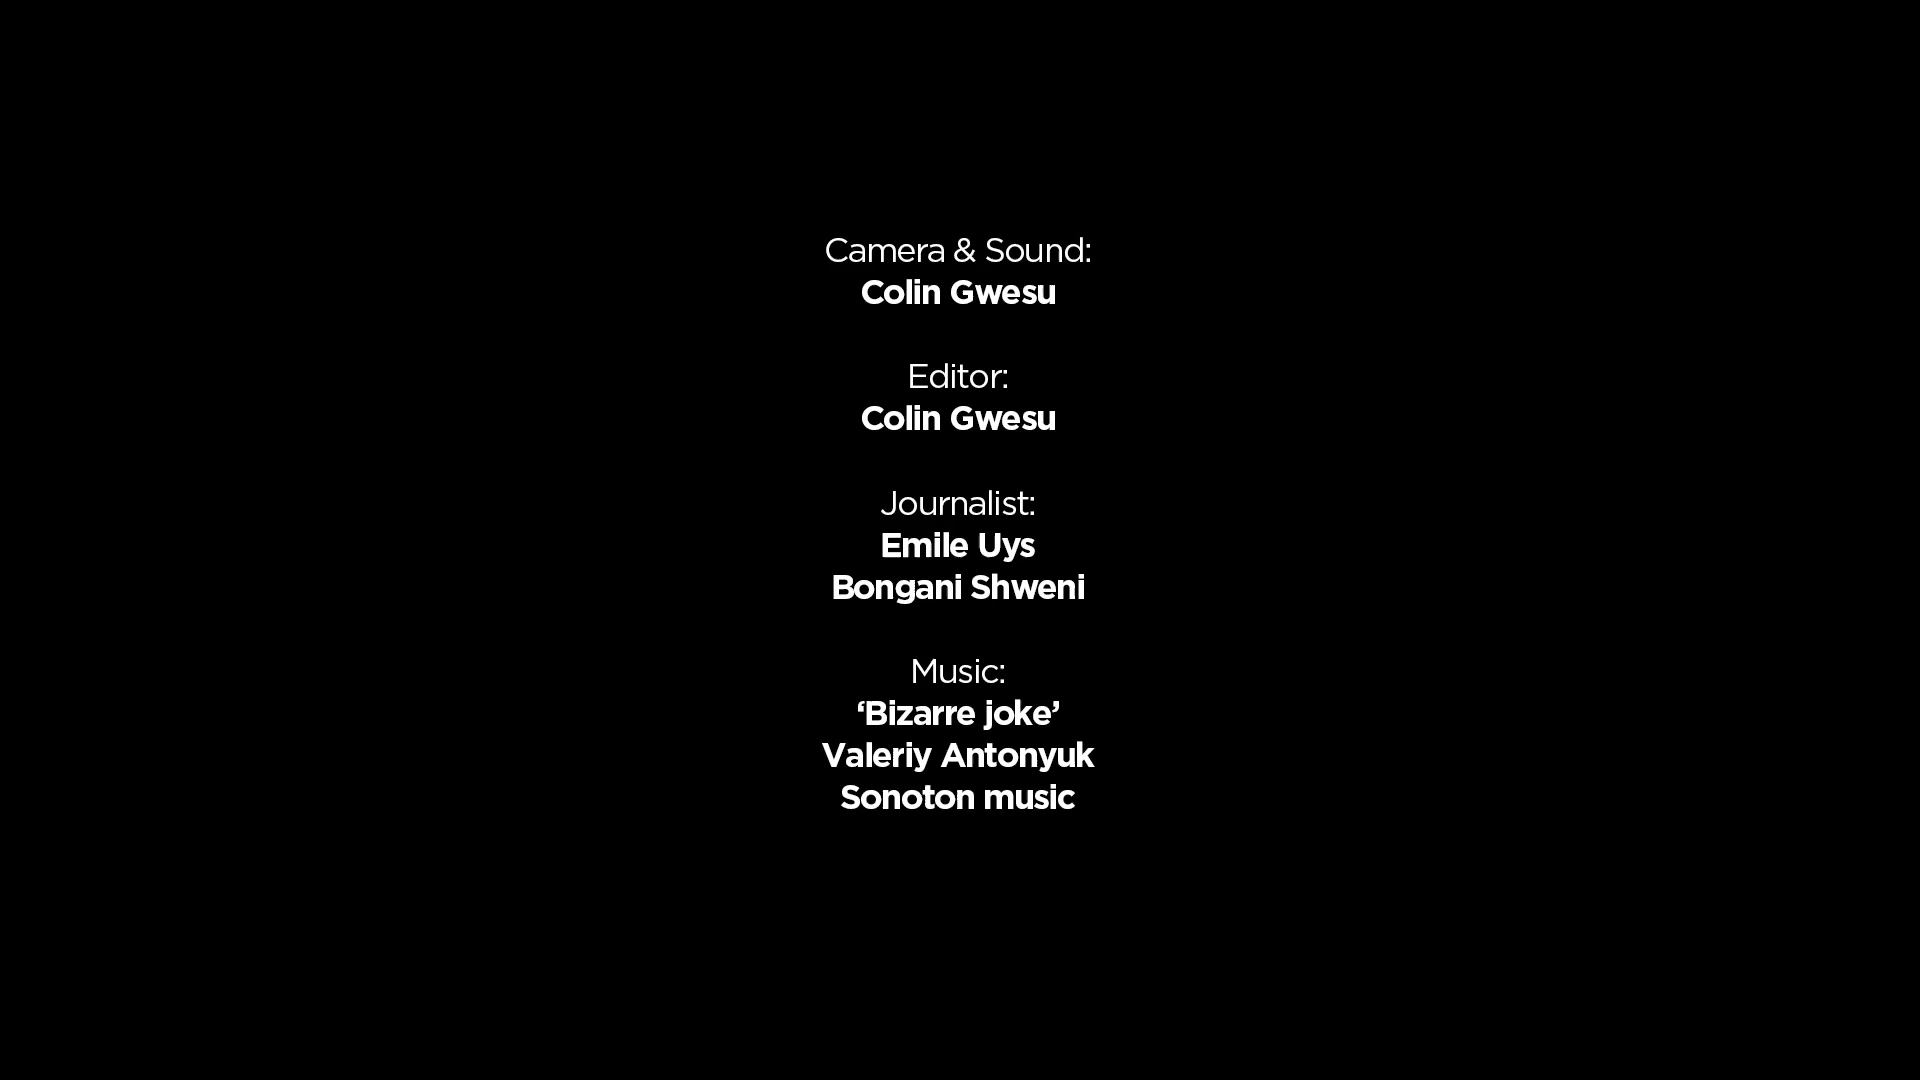 Camera & Sound:
Colin Gwesu
Editor:
Colin Gwesu
Journalist:
Emile Uys
Bongani Shweni
Music:
‘Bizarre joke’
Valeriy Antonyuk
Sonoton music